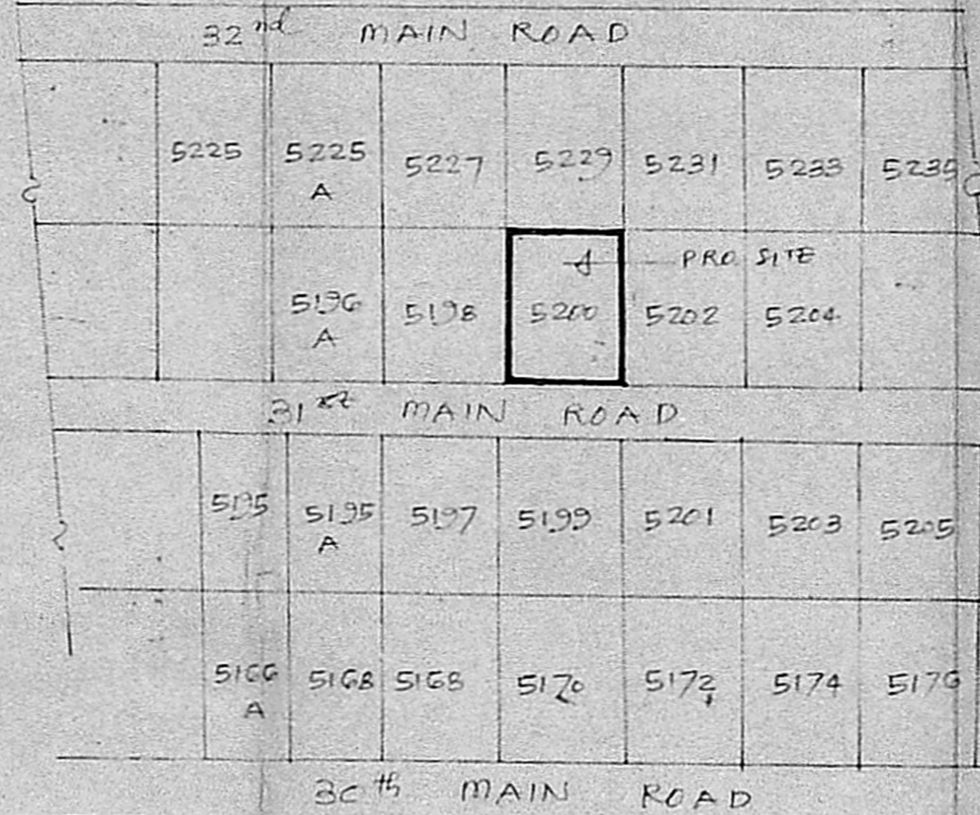 32nd MAIN ROAD
5225 5225 A 5227 5229 5231 5233 5235
PRO. SITE
5196 A 5198 5200 5202 5204
31st MAIN ROAD
5195 5195 A 5197 5199 5201 5203 5205
5166 A 5168 5168 5170 5172 5174 5176
30th MAIN ROAD